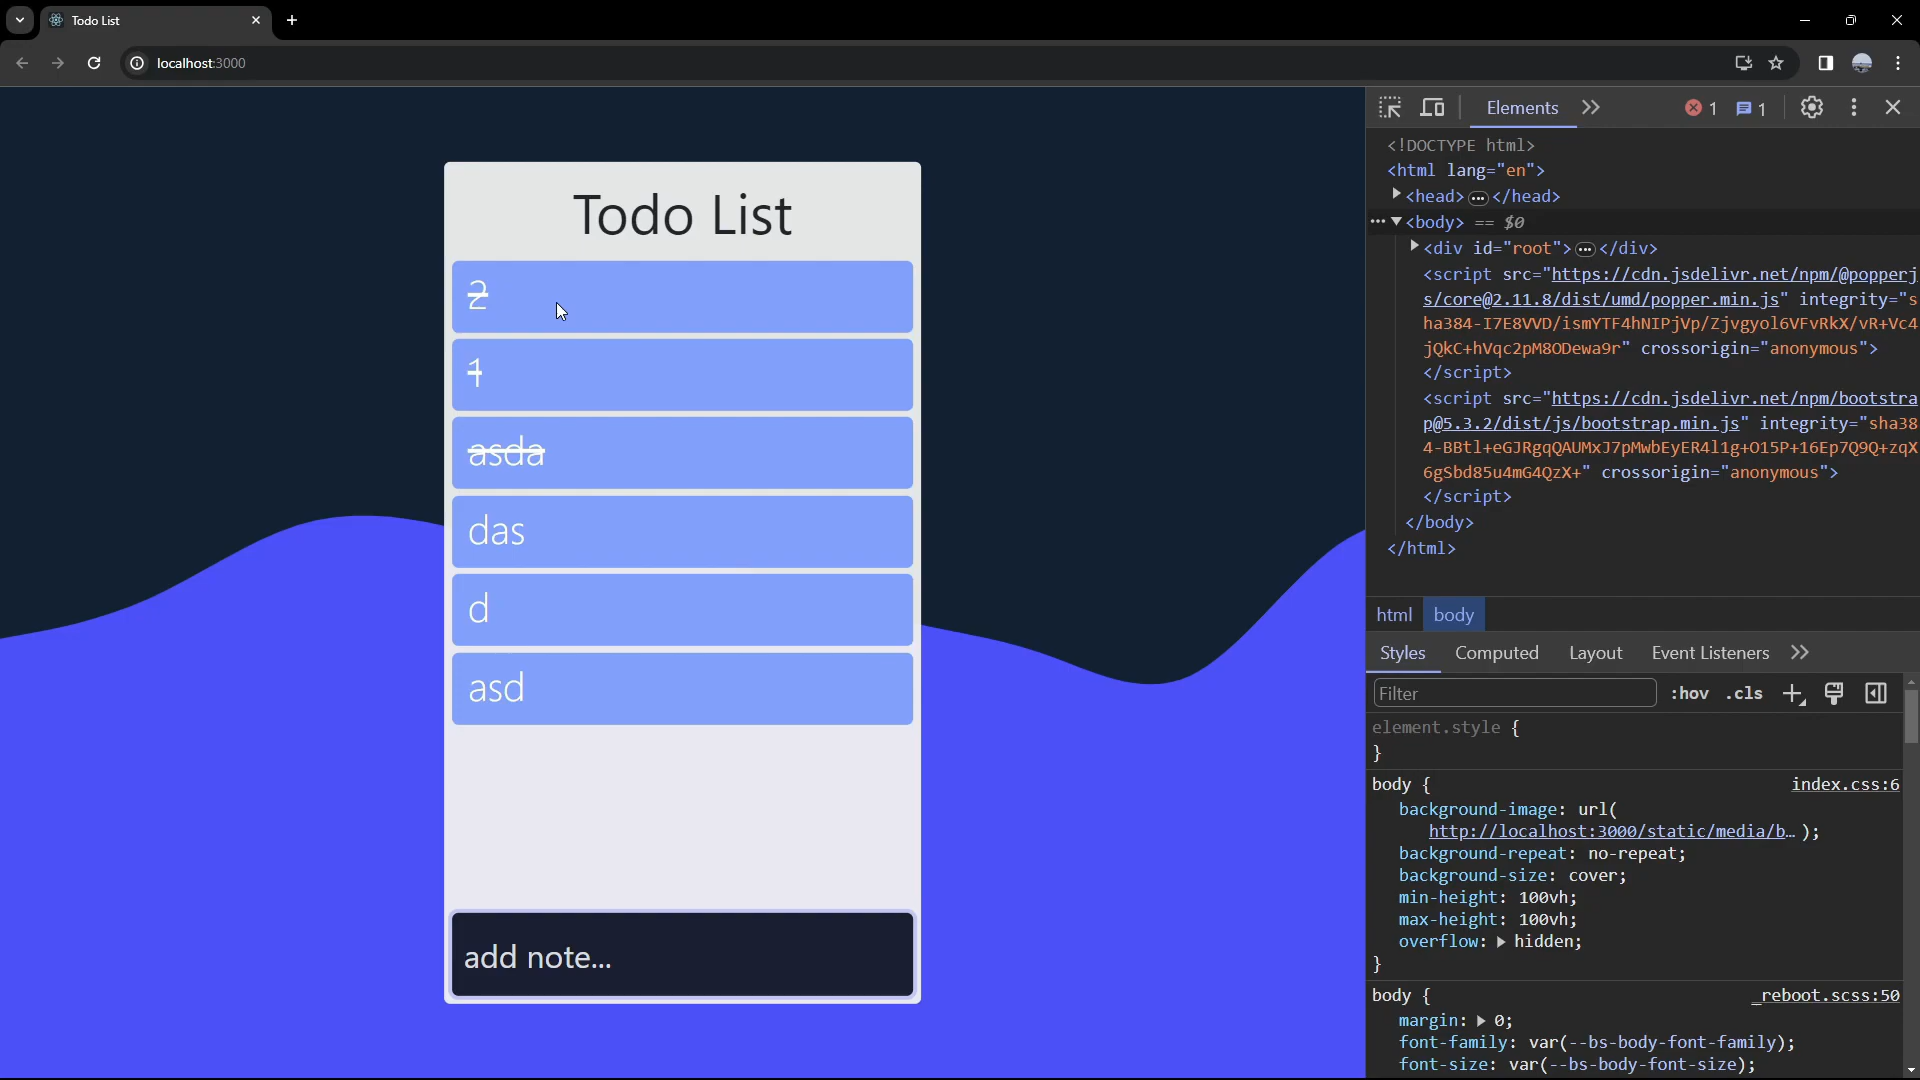 Todo List
localhost:3000
Todo List
2
1
asda
das
d
asd
add note...
Elements
1
1
<!DOCTYPE html>
<html lang="en">
<head> … </head>
<body> == $0
<div id="root"> … </div>
<script src="https://cdn.jsdelivr.net/npm/@popperj
s/core@2.11.8/dist/umd/popper.min.js" integrity="s
ha384-I7E8VVD/ismYTF4hNIPjVp/Zjvgyol6VFvRkX/vR+Vc4
jQkC+hVqc2pM8ODewa9r" crossorigin="anonymous">
</script>
<script src="https://cdn.jsdelivr.net/npm/bootstra
p@5.3.2/dist/js/bootstrap.min.js" integrity="sha38
4-BBtl+eGJRgqQAUMxJ7pMwbEyER4l1g+O15P+16Ep7Q9Q+zqX
6gSbd85u4mG4QzX+" crossorigin="anonymous">
</script>
</body>
</html>
html body
Styles Computed Layout Event Listeners
Filter :hov .cls
element.style {
}
body { index.css:6
background-image: url(
http://localhost:3000/static/media/b… );
background-repeat: no-repeat;
background-size: cover;
min-height: 100vh;
max-height: 100vh;
overflow: hidden;
}
body { _reboot.scss:50
margin: 0;
font-family: var(--bs-body-font-family);
font-size: var(--bs-body-font-size);